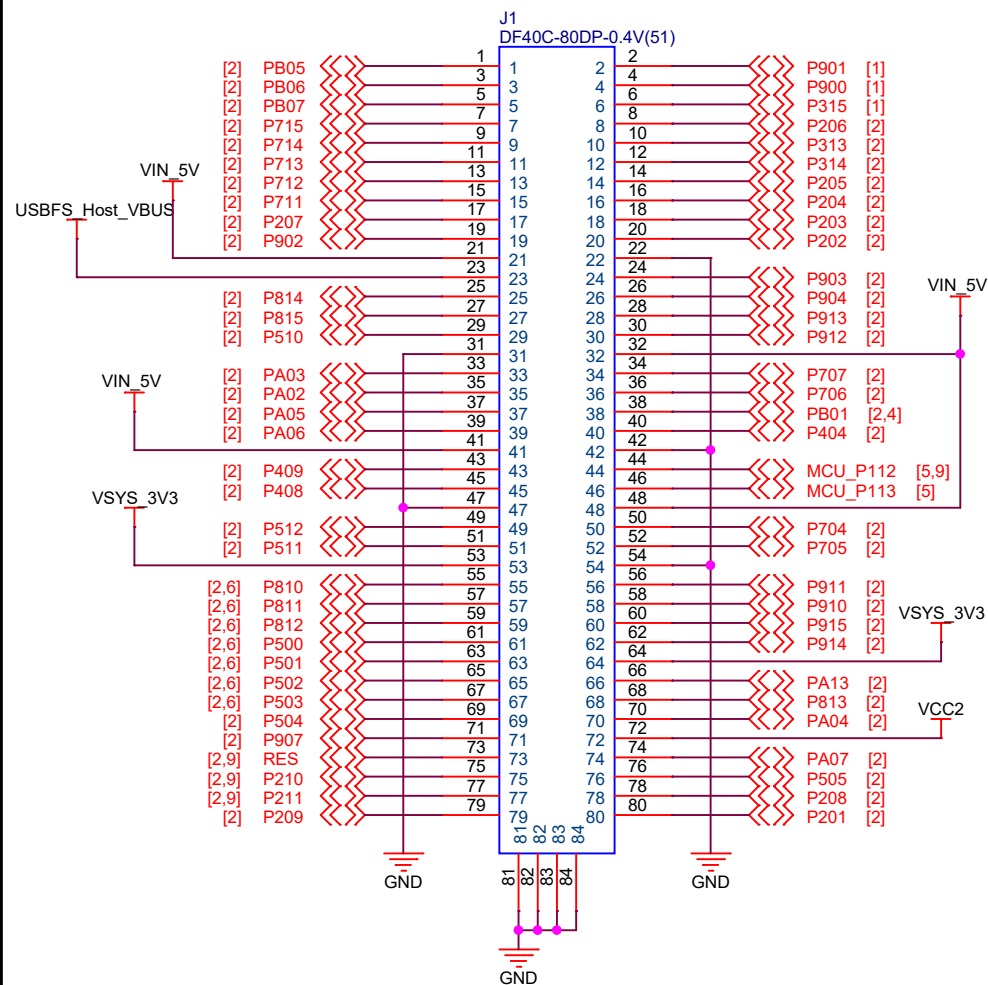 J1
DF40C-80DP-0.4V(51)
[2] PB05 1 1 2 2 P901 [1]
[2] PB06 3 3 4 4 P900 [1]
[2] PB07 5 5 6 6 P315 [1]
[2] P715 7 7 8 8 P206 [2]
[2] P714 9 9 10 10 P313 [2]
[2] P713 11 11 12 12 P314 [2]
VIN_5V
[2] P712 13 13 14 14 P205 [2]
[2] P711 15 15 16 16 P204 [2]
USBFS_Host_VBUS
[2] P207 17 17 18 18 P203 [2]
[2] P902 19 19 20 20 P202 [2]
21 21 22 22
23 23 24 24 P903 [2]
VIN_5V
[2] P814 25 25 26 26 P904 [2]
[2] P815 27 27 28 28 P913 [2]
[2] P510 29 29 30 30 P912 [2]
31 31 32 32
[2] PA03 33 33 34 34 P707 [2]
VIN_5V
[2] PA02 35 35 36 36 P706 [2]
[2] PA05 37 37 38 38 PB01 [2,4]
[2] PA06 39 39 40 40 P404 [2]
41 41 42 42
[2] P409 43 43 44 44 MCU_P112 [5,9]
[2] P408 45 45 46 46 MCU_P113 [5]
VSYS_3V3
47 47 48 48
[2] P512 49 49 50 50 P704 [2]
[2] P511 51 51 52 52 P705 [2]
53 53 54 54
[2,6] P810 55 55 56 56 P911 [2]
[2,6] P811 57 57 58 58 P910 [2]
VSYS_3V3
[2,6] P812 59 59 60 60 P915 [2]
[2,6] P500 61 61 62 62 P914 [2]
[2,6] P501 63 63 64 64
[2,6] P502 65 65 66 66 PA13 [2]
[2,6] P503 67 67 68 68 P813 [2]
VCC2
[2] P504 69 69 70 70 PA04 [2]
[2] P907 71 71 72 72
[2,9] RES 73 73 74 74 PA07 [2]
[2,9] P210 75 75 76 76 P505 [2]
[2,9] P211 77 77 78 78 P208 [2]
[2] P209 79 79 80 80 P201 [2]
81 82 83 84
81 82 83 84
GND GND
GND